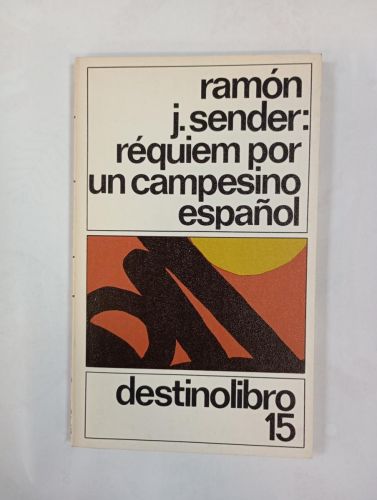 ramón
j. sender:
réquiem por
un campesino
español
destinolibro
15